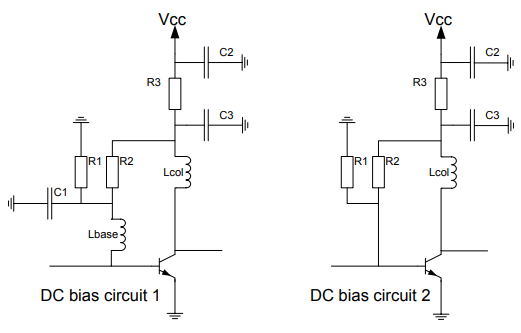 Vcc
C2
R3
C3
R1
R2
Lcol
C1
Lbase
DC bias circuit 1
Vcc
C2
R3
C3
R1
R2
Lcol
DC bias circuit 2